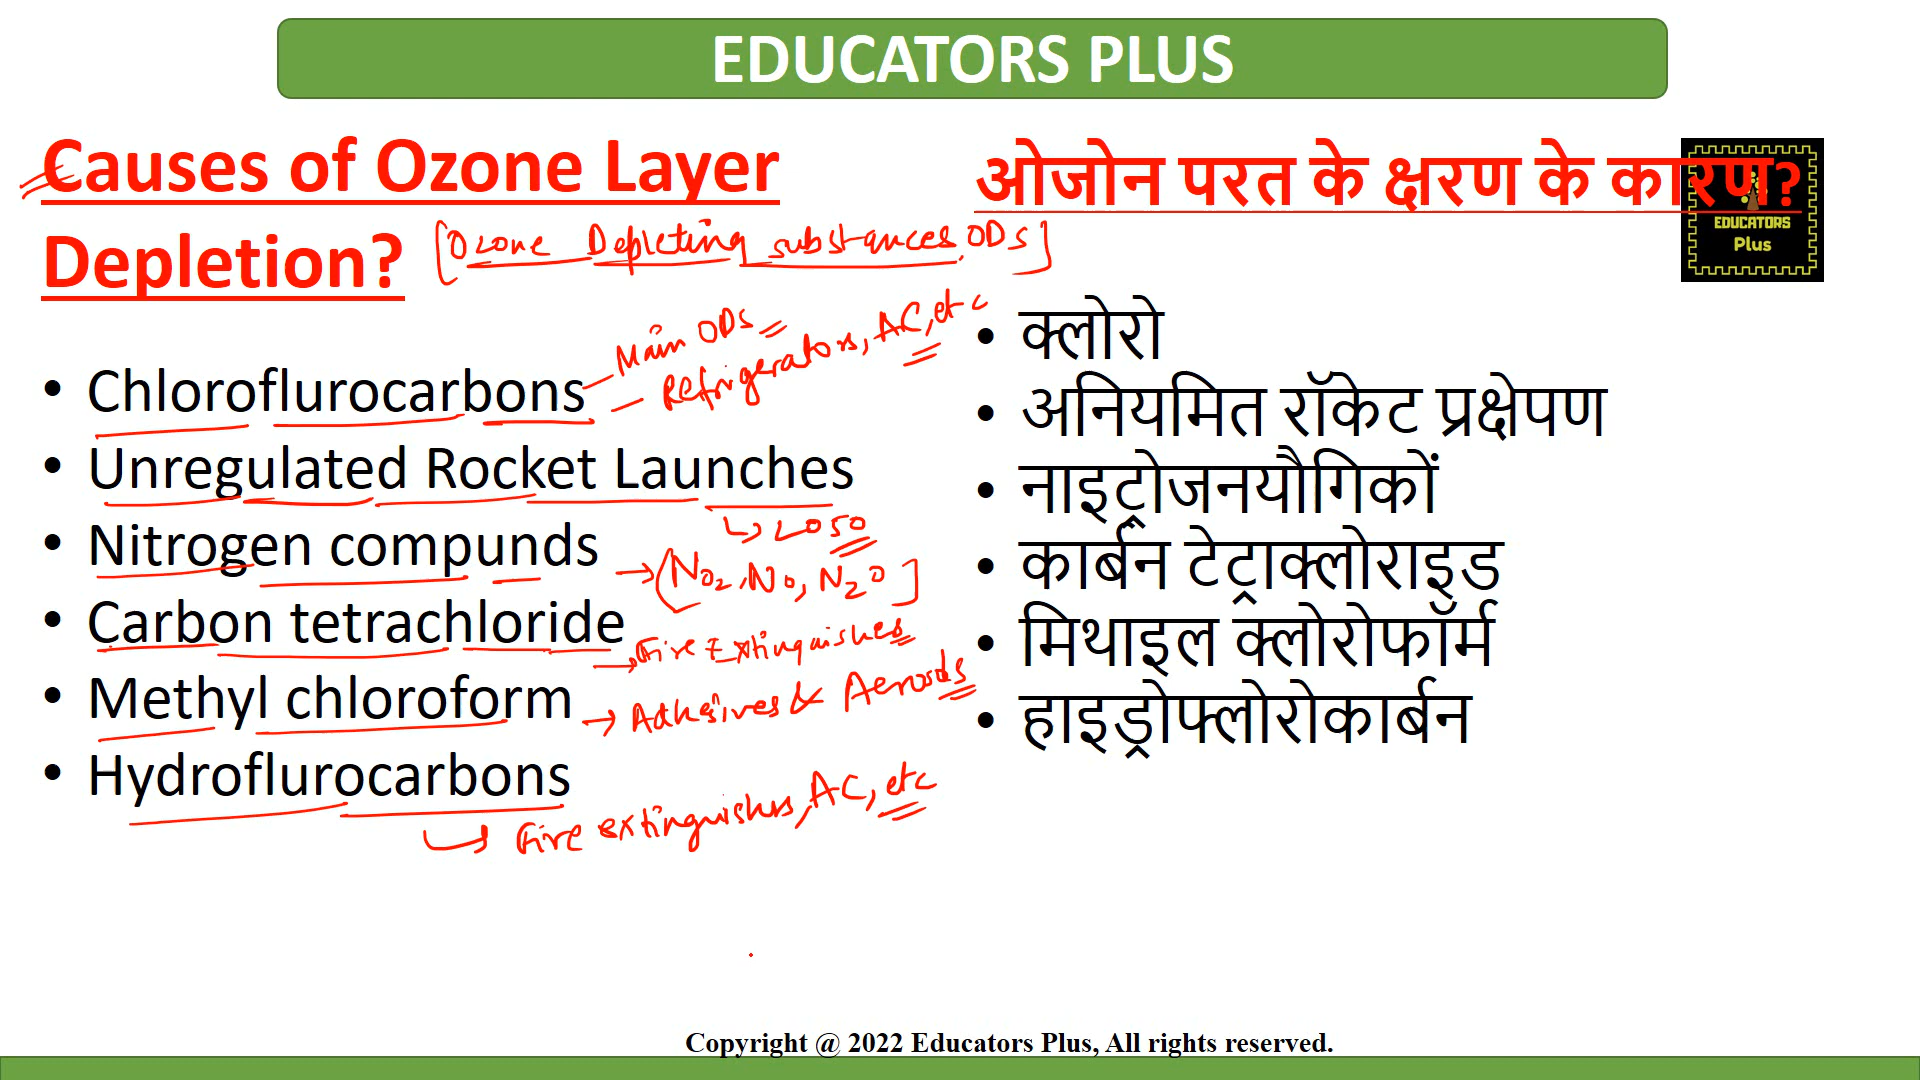 EDUCATORS PLUS
Causes of Ozone Layer
Depletion?
[Ozone Depleting substances ODs]
Chloroflurocarbons
- Main ODs
- Refrigerators, AC, etc
Unregulated Rocket Launches
Nitrogen compunds
→ [NO2, NO, N2O]
Carbon tetrachloride
→ Fire Extinguishes
Methyl chloroform
→ Adhesives & Aerosols
Hydroflurocarbons
Fire extinguishers, AC, etc
ओजोन परत के क्षरण के कारण?
EDUCATORS
Plus
क्लोरो
अनियमित रॉकेट प्रक्षेपण
नाइट्रोजनयौगिकों
कार्बन टेट्राक्लोराइड
मिथाइल क्लोरोफॉर्म
हाइड्रोफ्लोरोकार्बन
Copyright @ 2022 Educators Plus, All rights reserved.